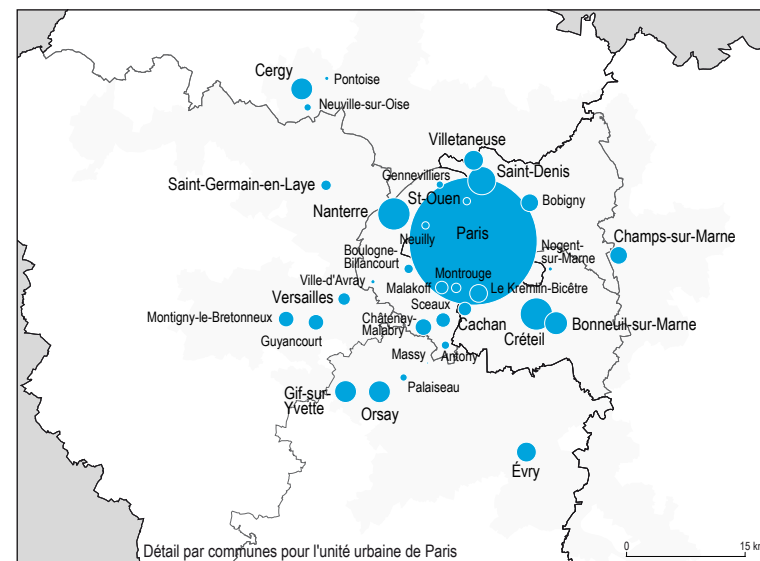 Cergy
Pontoise
Neuville-sur-Oise
Villetaneuse
Gennevilliers
Saint-Denis
Saint-Germain-en-Laye
St-Ouen
Bobigny
Nanterre
Neuilly
Paris
Champs-sur-Marne
Boulogne-
Billancourt
Nogent-
sur-Marne
Ville-d'Avray
Montrouge
Malakoff
Le Kremlin-Bicêtre
Versailles
Sceaux
Montigny-le-Bretonneux
Châtenay-
Malabry
Cachan
Créteil
Bonneuil-sur-Marne
Guyancourt
Massy
Antony
Palaiseau
Gif-sur-
Yvette
Orsay
Évry
Détail par communes pour l'unité urbaine de Paris
0
15 km